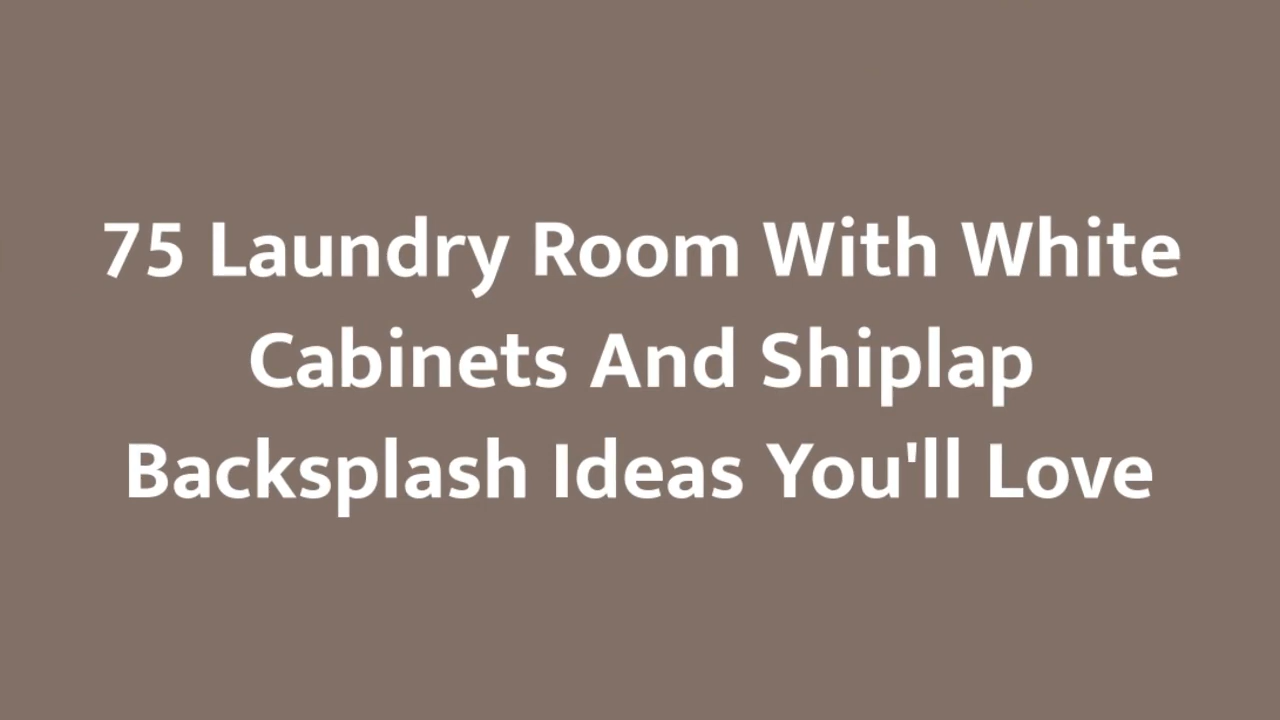 75 Laundry Room With White
Cabinets And Shiplap
Backsplash Ideas You'll Love